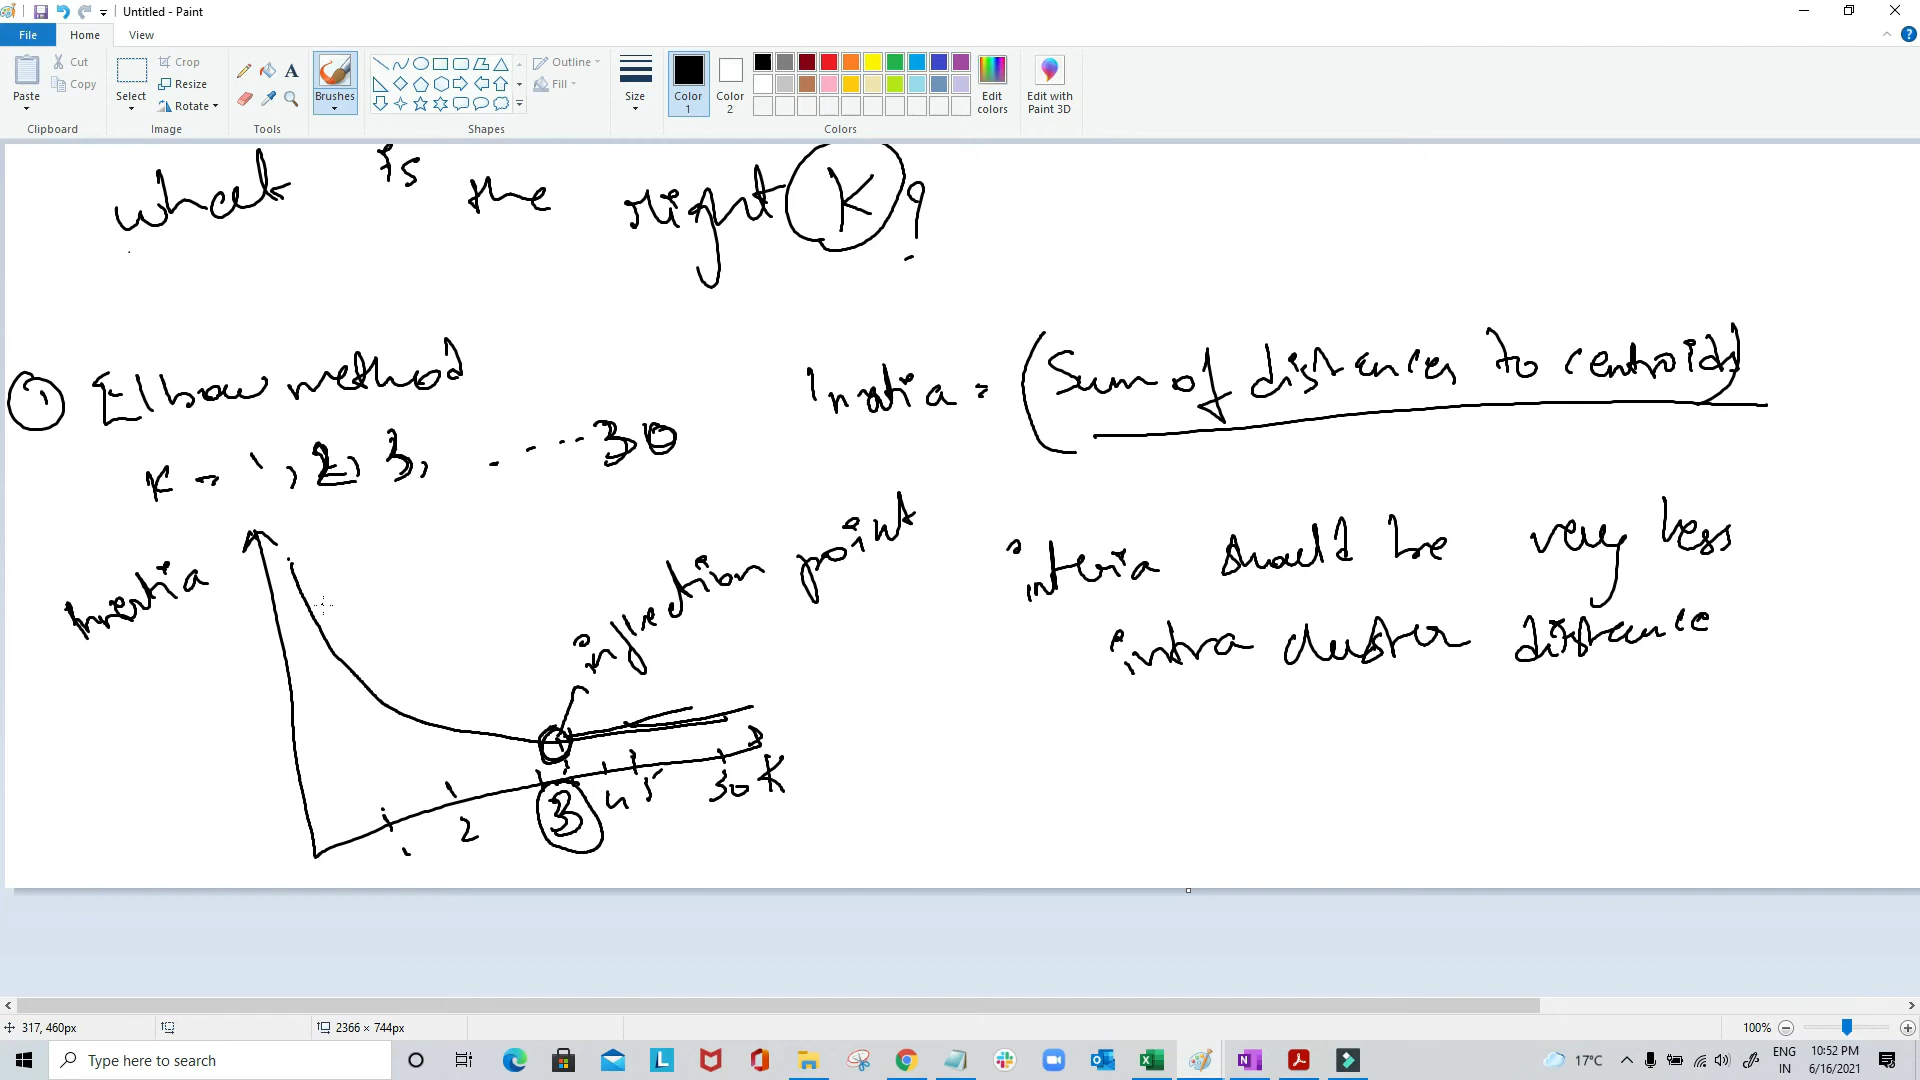 Untitled - Paint
File Home View
Paste Cut Copy Clipboard
Select Crop Resize Rotate Image
Tools
Brushes
Shapes Outline Fill
Size
Color 1 Color 2 Edit colors Colors
Edit with Paint 3D
what is the right K?
1 Elbow method
K = 1, 2, 3, ....30
Inertia = (Sum of distances to centroids)
interia should be very less
intra cluster distance
Inertia
inflection point
1 2 3 4 5 30 K
317, 460px
2366 × 744px
100%
Type here to search
17°C
ENG IN
10:52 PM
6/16/2021